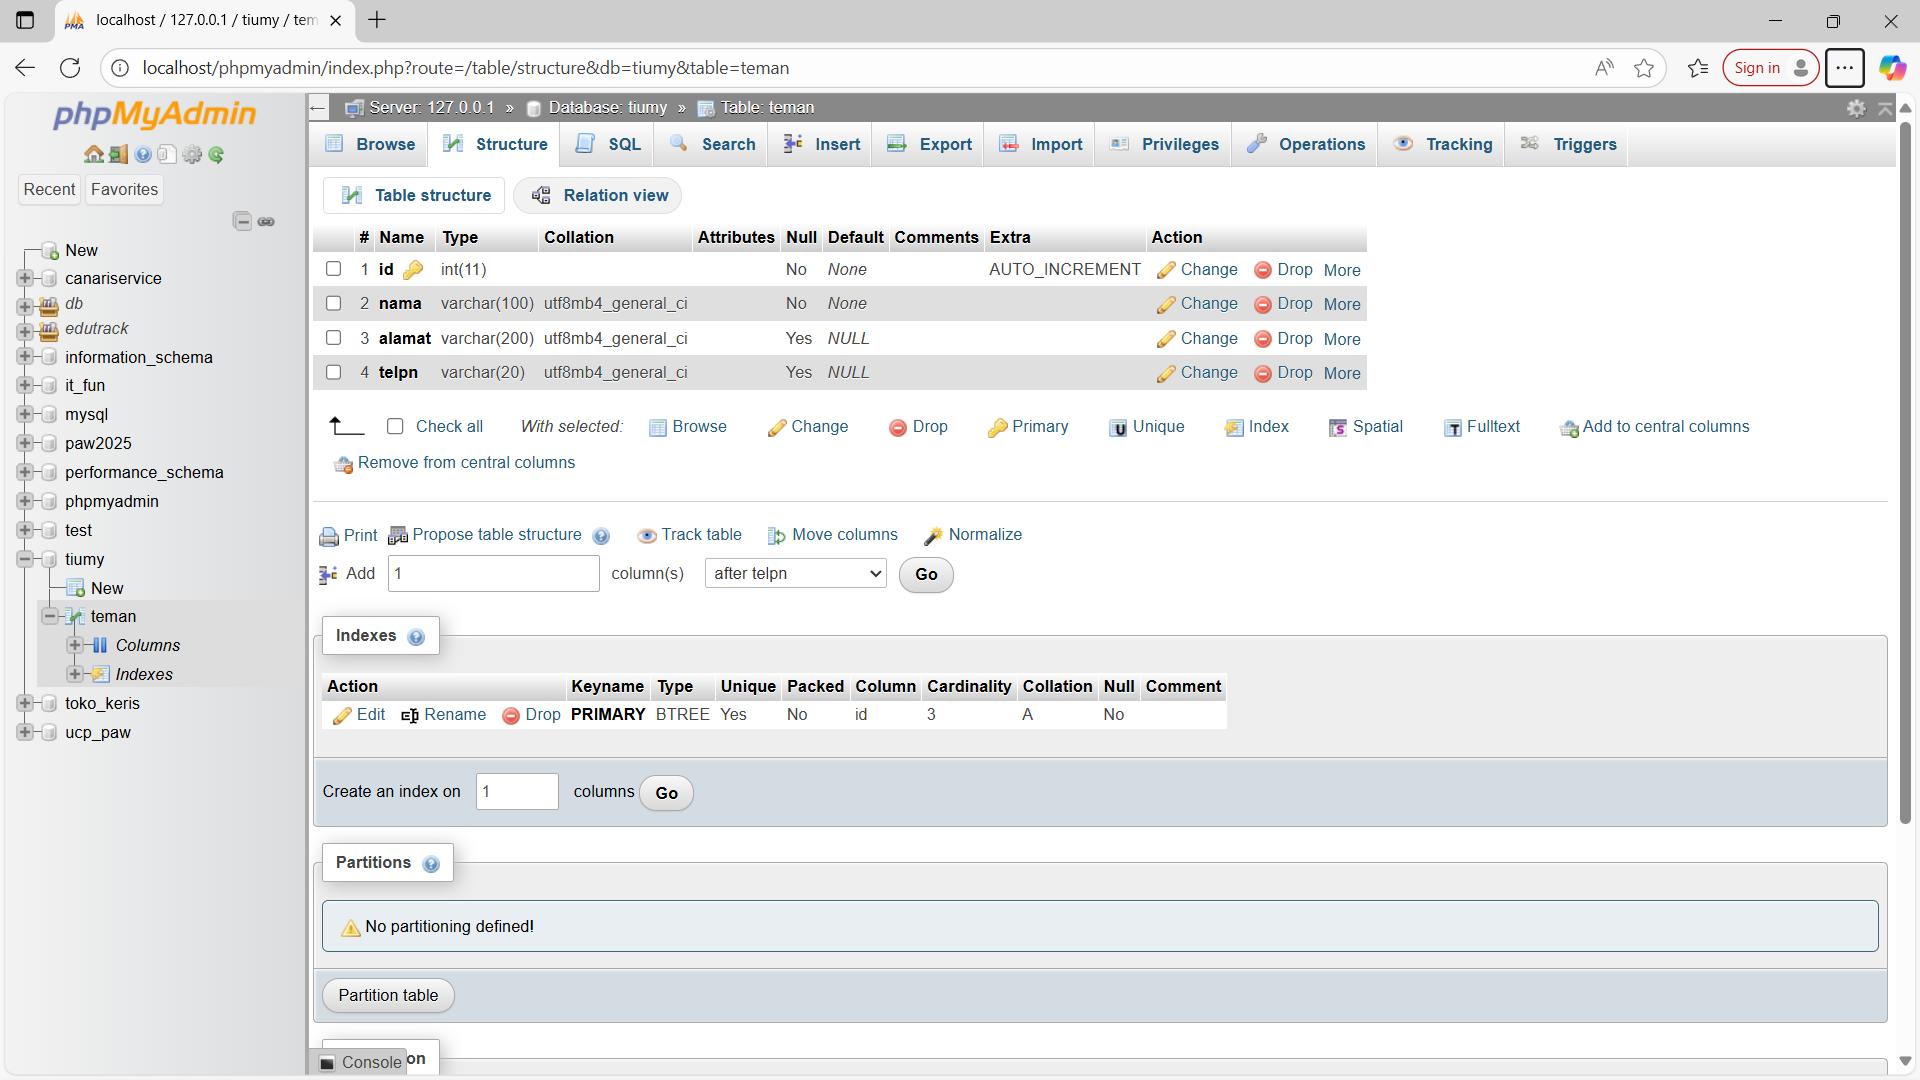 localhost / 127.0.0.1 / tiumy / tem
localhost/phpmyadmin/index.php?route=/table/structure&db=tiumy&table=teman
Sign in
phpMyAdmin
Recent Favorites
New
canariservice
db
edutrack
information_schema
it_fun
mysql
paw2025
performance_schema
phpmyadmin
test
tiumy
New
teman
Columns
Indexes
toko_keris
ucp_paw
Server: 127.0.0.1 » Database: tiumy » Table: teman
Browse Structure SQL Search Insert Export Import Privileges Operations Tracking Triggers
Table structure Relation view
# Name Type Collation Attributes Null Default Comments Extra Action
1 id int(11) No None AUTO_INCREMENT Change Drop More
2 nama varchar(100) utf8mb4_general_ci No None Change Drop More
3 alamat varchar(200) utf8mb4_general_ci Yes NULL Change Drop More
4 telpn varchar(20) utf8mb4_general_ci Yes NULL Change Drop More
Check all With selected: Browse Change Drop Primary Unique Index Spatial Fulltext Add to central columns
Remove from central columns
Print Propose table structure Track table Move columns Normalize
Add 1 column(s) after telpn Go
Indexes
Action Keyname Type Unique Packed Column Cardinality Collation Null Comment
Edit Rename Drop PRIMARY BTREE Yes No id 3 A No
Create an index on 1 columns Go
Partitions
No partitioning defined!
Partition table
Console on